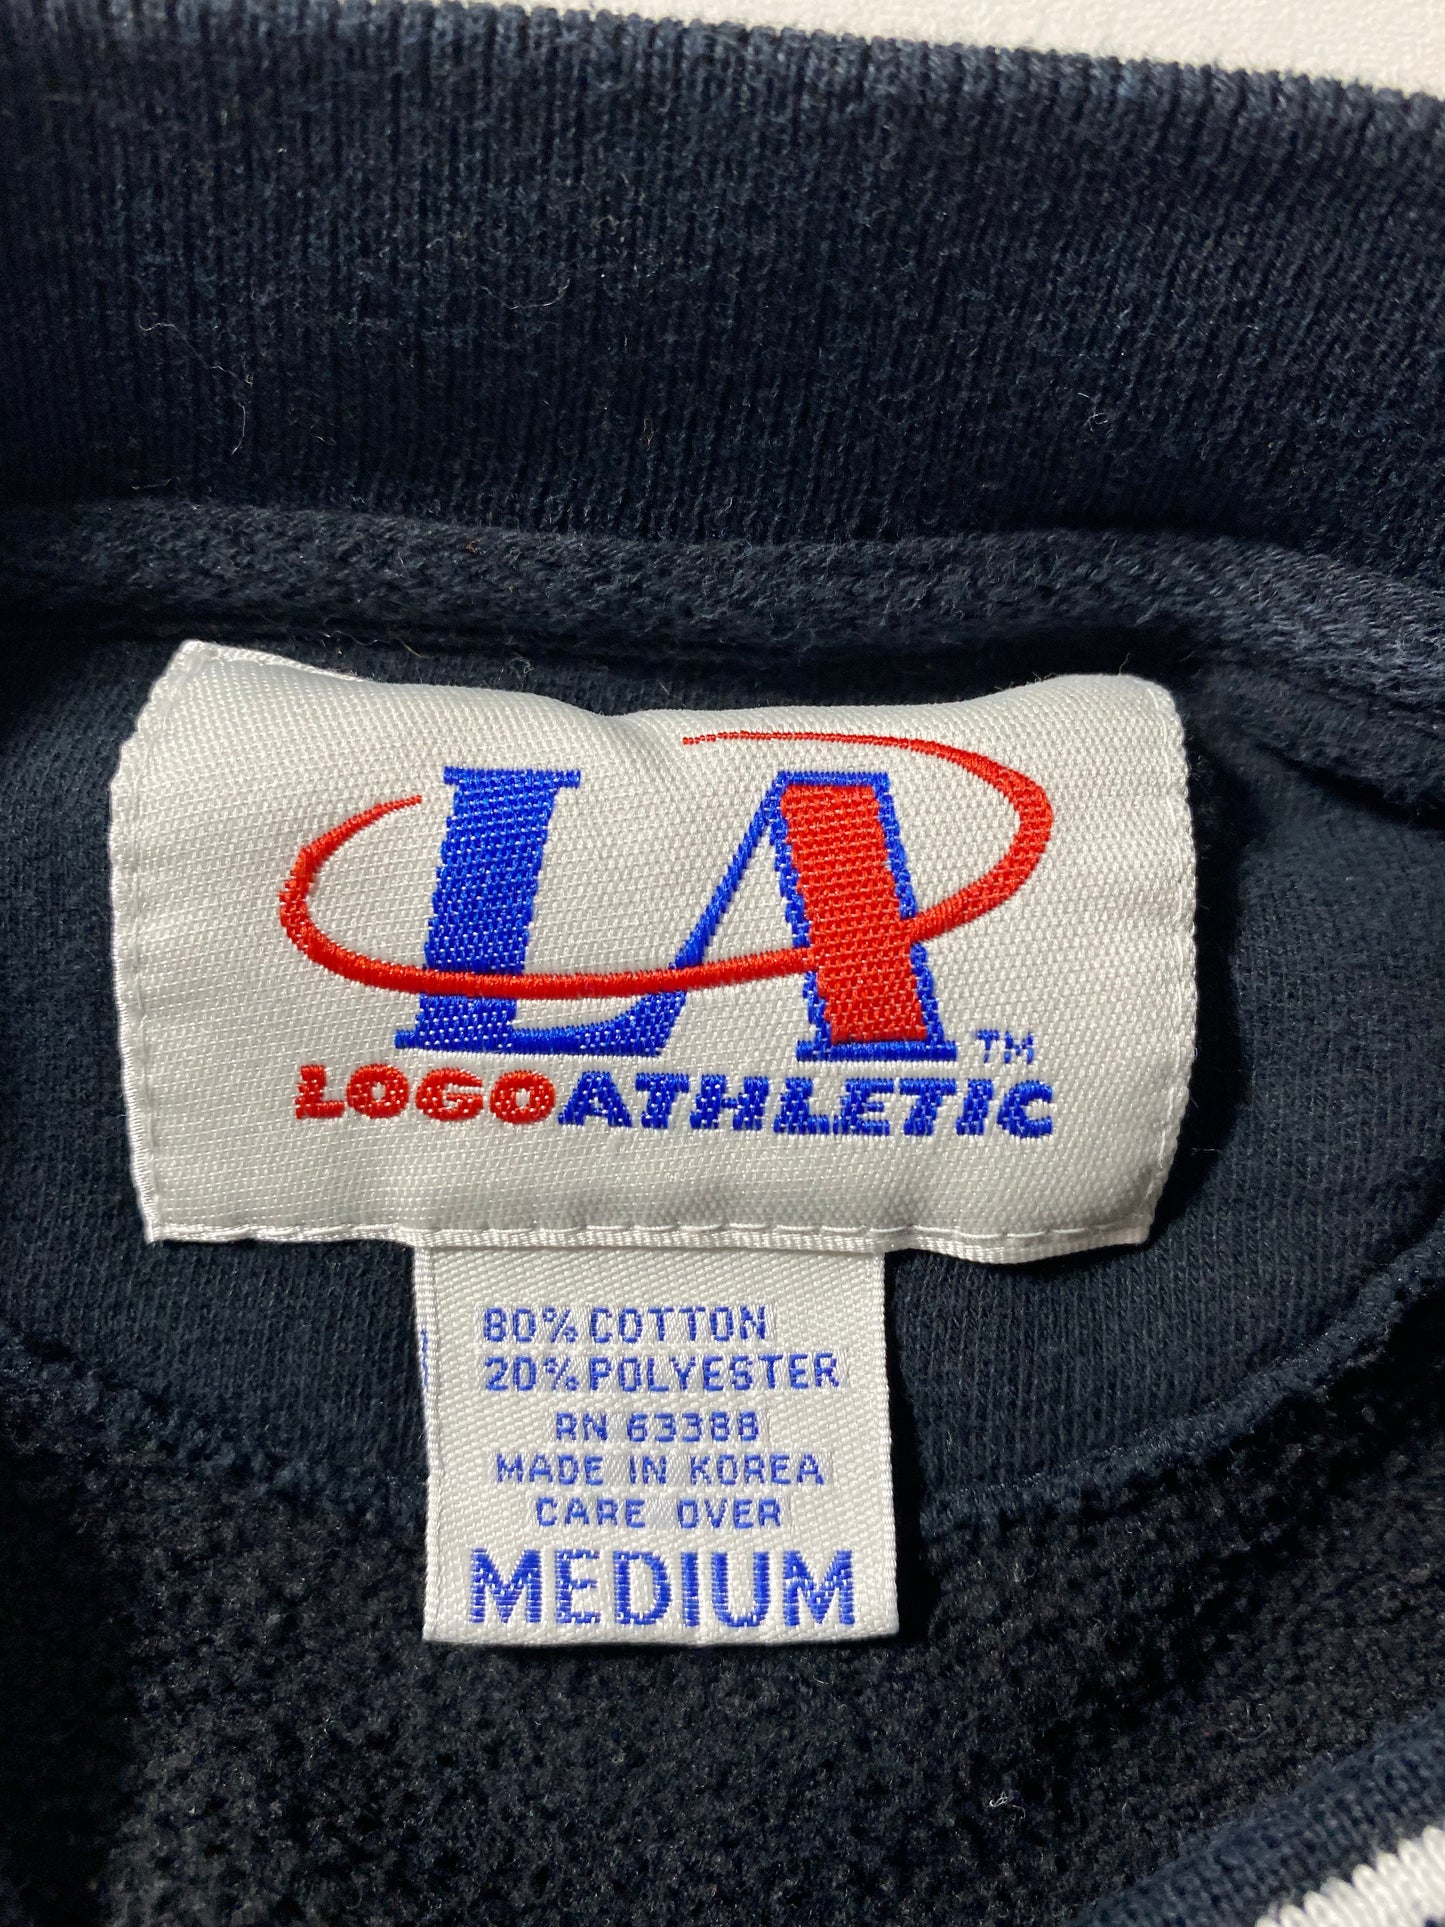 LA
TM
LOGOATHLETIC
80% COTTON
20% POLYESTER
RN 63388
MADE IN KOREA
CARE OVER
MEDIUM